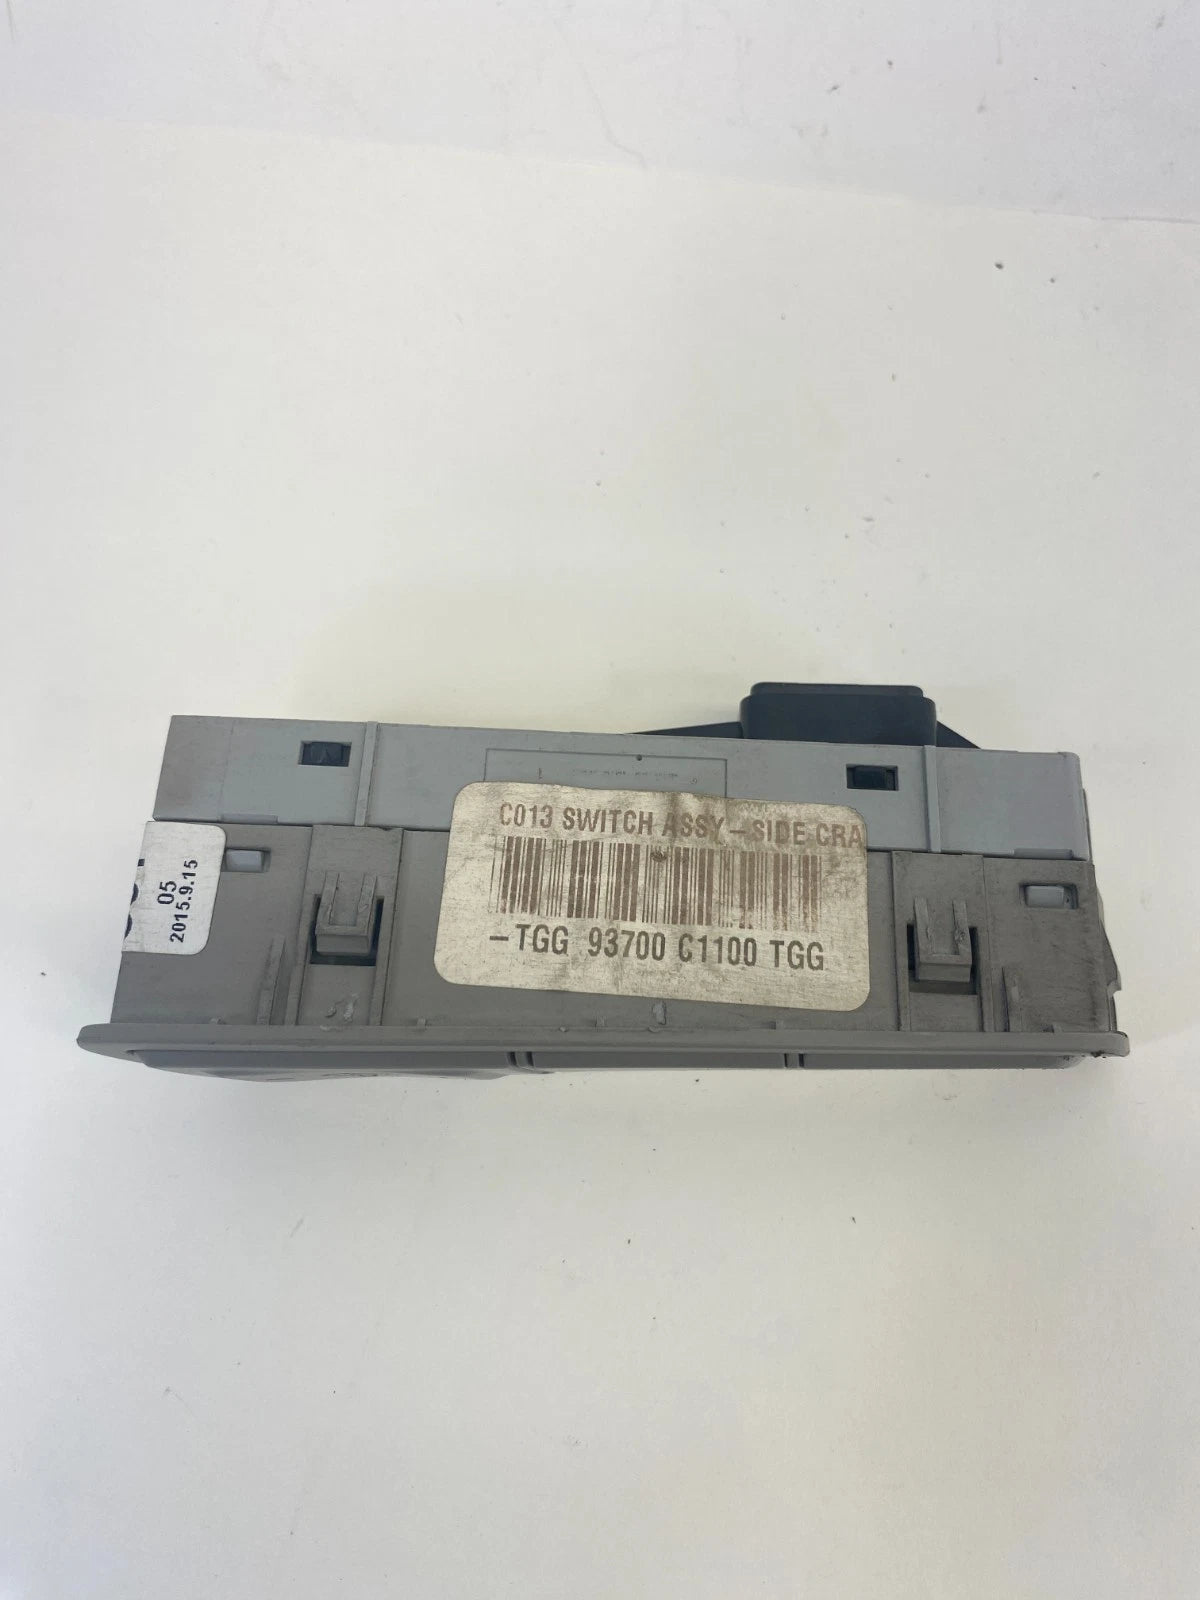 C013 SWITCH ASSY-SIDE CRA
-TGG 93700 C1100 TGG
05
2015.9.15